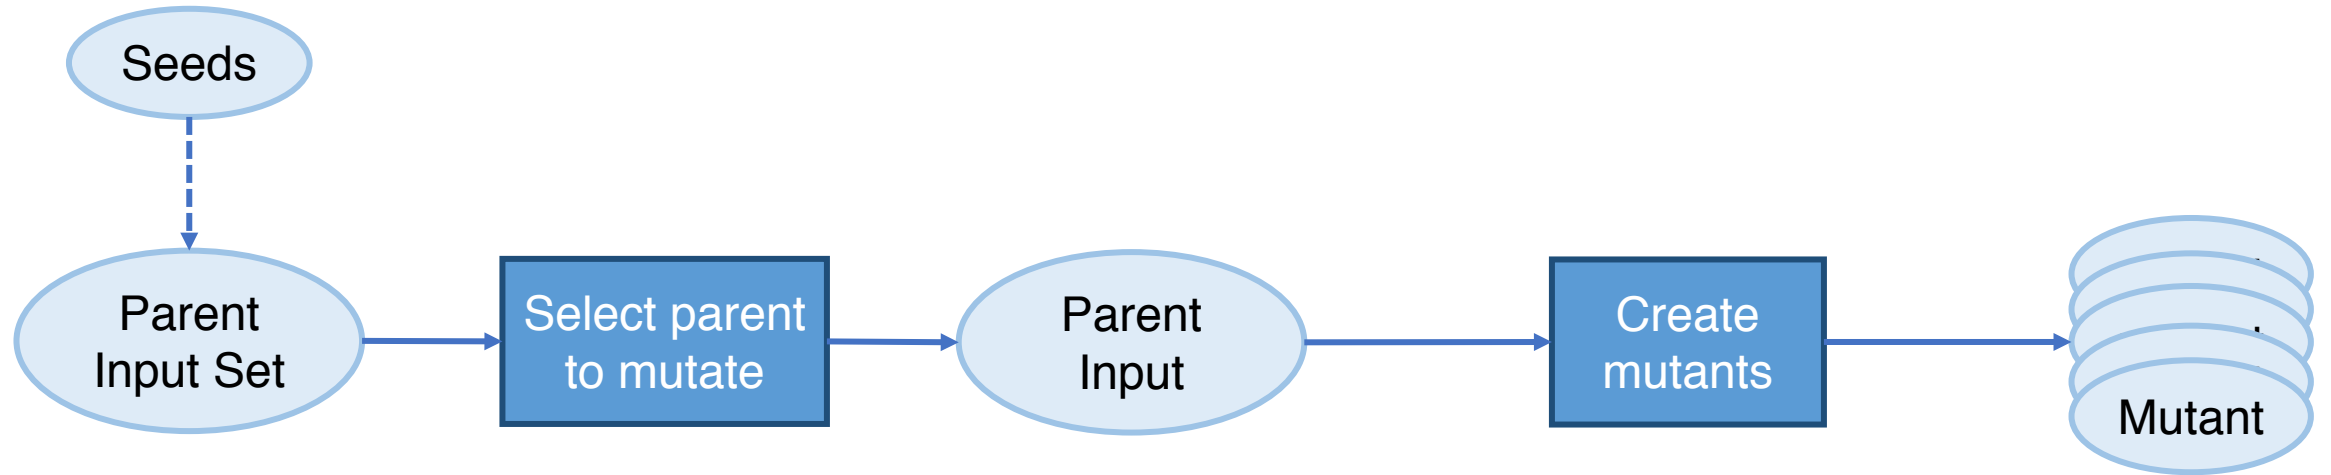 Seeds
Parent
Input Set
Select parent
to mutate
Parent
Input
Create
mutants
Mutant